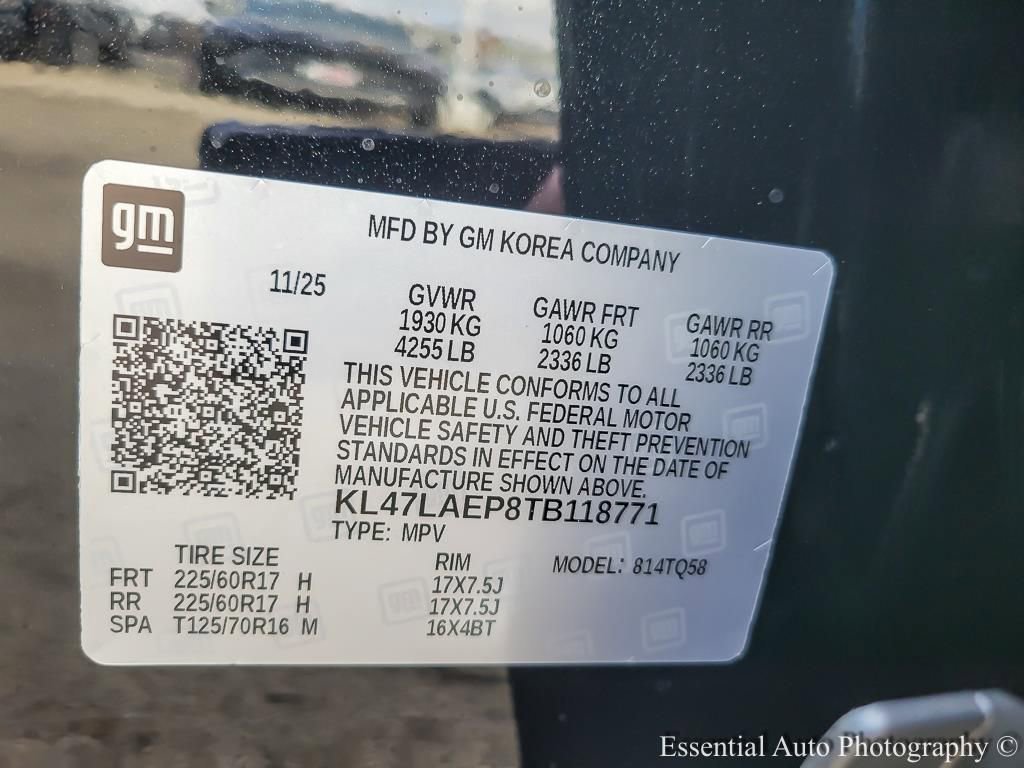 gm
MFD BY GM KOREA COMPANY
11/25
GVWR GAWR FRT GAWR RR
1930 KG 1060 KG 1060 KG
4255 LB 2336 LB 2336 LB
THIS VEHICLE CONFORMS TO ALL
APPLICABLE U.S. FEDERAL MOTOR
VEHICLE SAFETY AND THEFT PREVENTION
STANDARDS IN EFFECT ON THE DATE OF
MANUFACTURE SHOWN ABOVE.
KL47LAEP8TB118771
TYPE: MPV
TIRE SIZE RIM MODEL: 814TQ58
FRT 225/60R17 H 17X7.5J
RR 225/60R17 H 17X7.5J
SPA T125/70R16 M 16X4BT
Essential Auto Photography ©